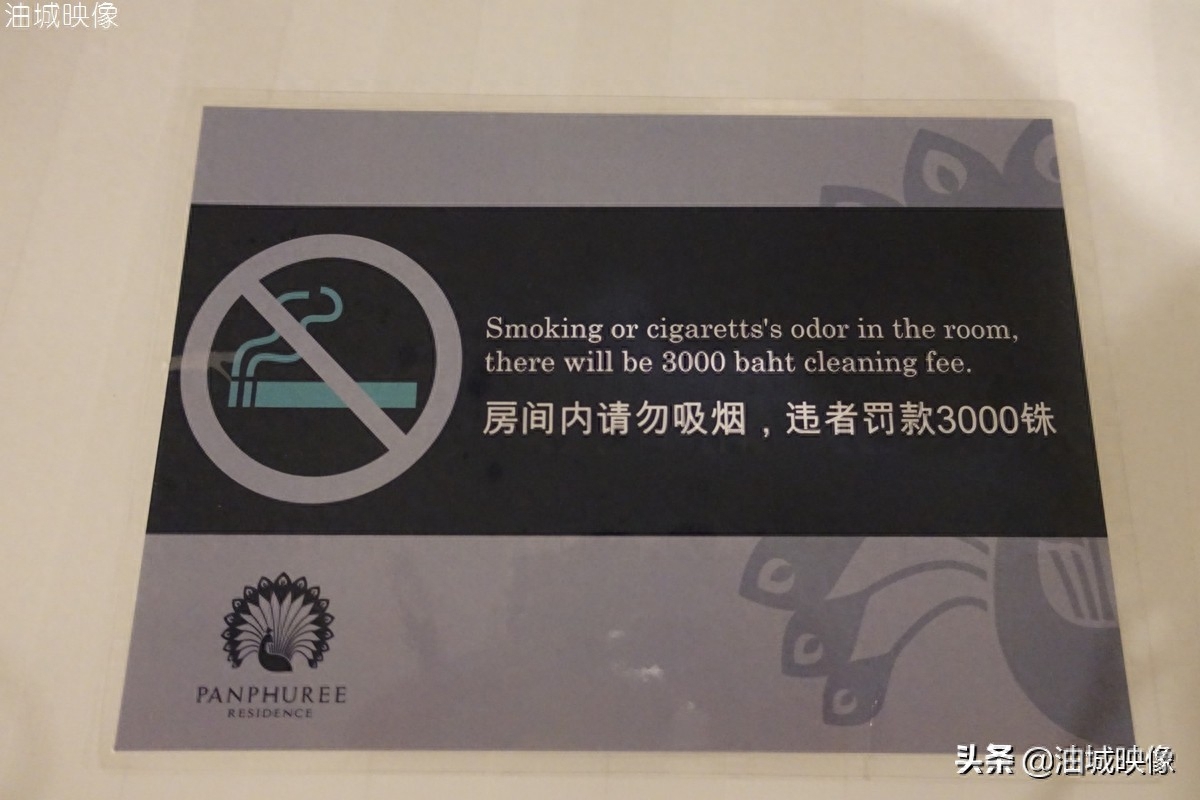 油城映像
Smoking or cigaretts's odor in the room,
there will be 3000 baht cleaning fee.
房间内请勿吸烟，违者罚款3000铢
PANPHUREE
RESIDENCE
头条 @油城映像